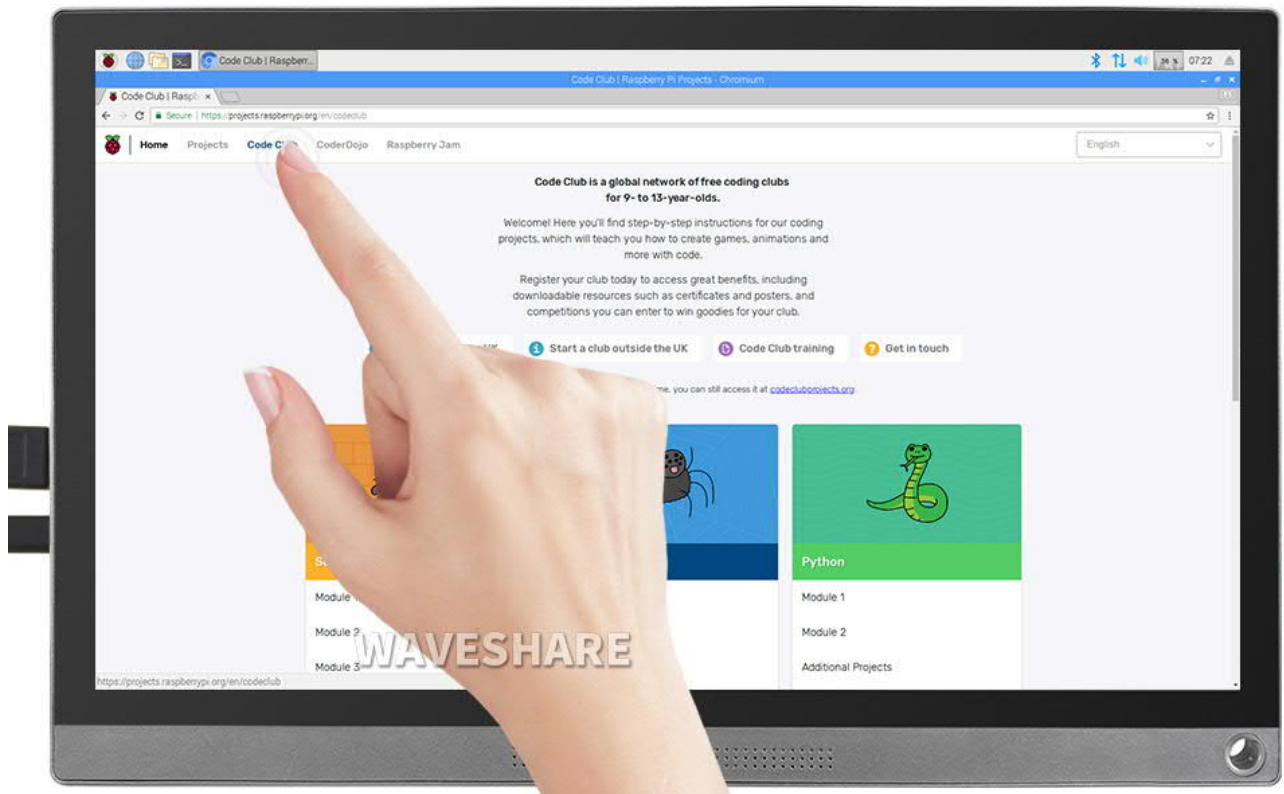 Code Club | Raspberr...
36 %
07:22
Code Club | Raspberry Pi Projects - Chromium
Code Club | Rasp
Secure | https://projects.raspberrypi.org/en/codeclub
Home Projects Code CoderDojo Raspberry Jam English
Code Club is a global network of free coding clubs
for 9- to 13-year-olds.
Welcome! Here you'll find step-by-step instructions for our coding
projects, which will teach you how to create games, animations and
more with code.
Register your club today to access great benefits, including
downloadable resources such as certificates and posters, and
competitions you can enter to win goodies for your club.
UK Start a club outside the UK Code Club training Get in touch
me, you can still access it at codeclubprojects.org
Python
Module Module 1
Module 2 Module 2
Module 3 Additional Projects
https://projects.raspberrypi.org/en/codeclub
WAVESHARE